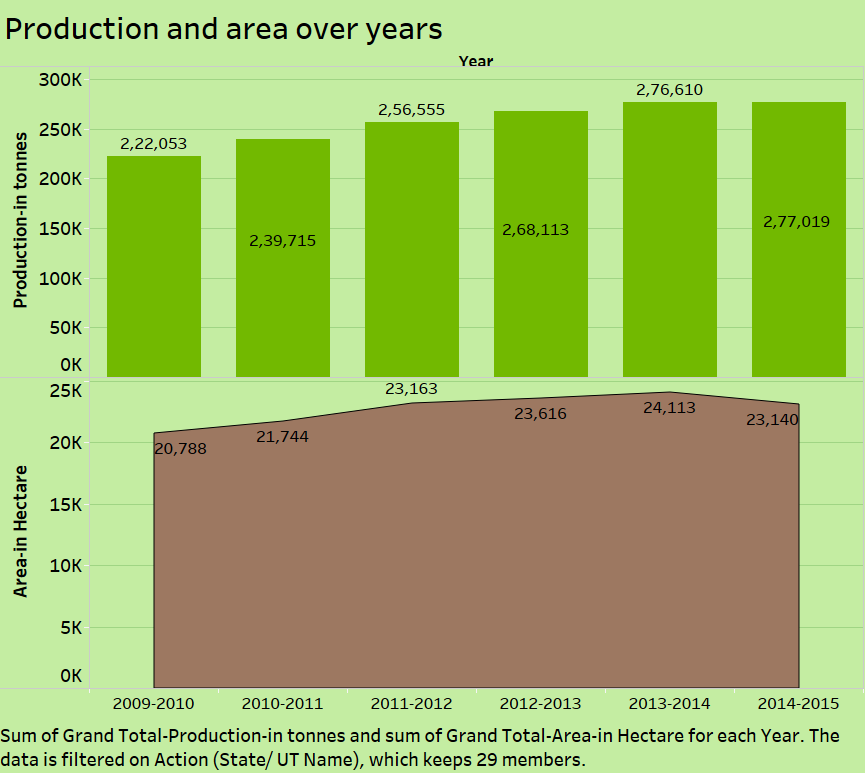 Production and area over years
Year
300K
2,76,610
2,56,555
250K
2,22,053
200K
2,39,715
2,68,113
2,77,019
150K
100K
50K
0K
Production-in tonnes
25K
23,163
24,113
23,616
23,140
21,744
20,788
20K
15K
10K
5K
0K
Area-in Hectare
2009-2010 2010-2011 2011-2012 2012-2013 2013-2014 2014-2015
Sum of Grand Total-Production-in tonnes and sum of Grand Total-Area-in Hectare for each Year. The
data is filtered on Action (State/ UT Name), which keeps 29 members.